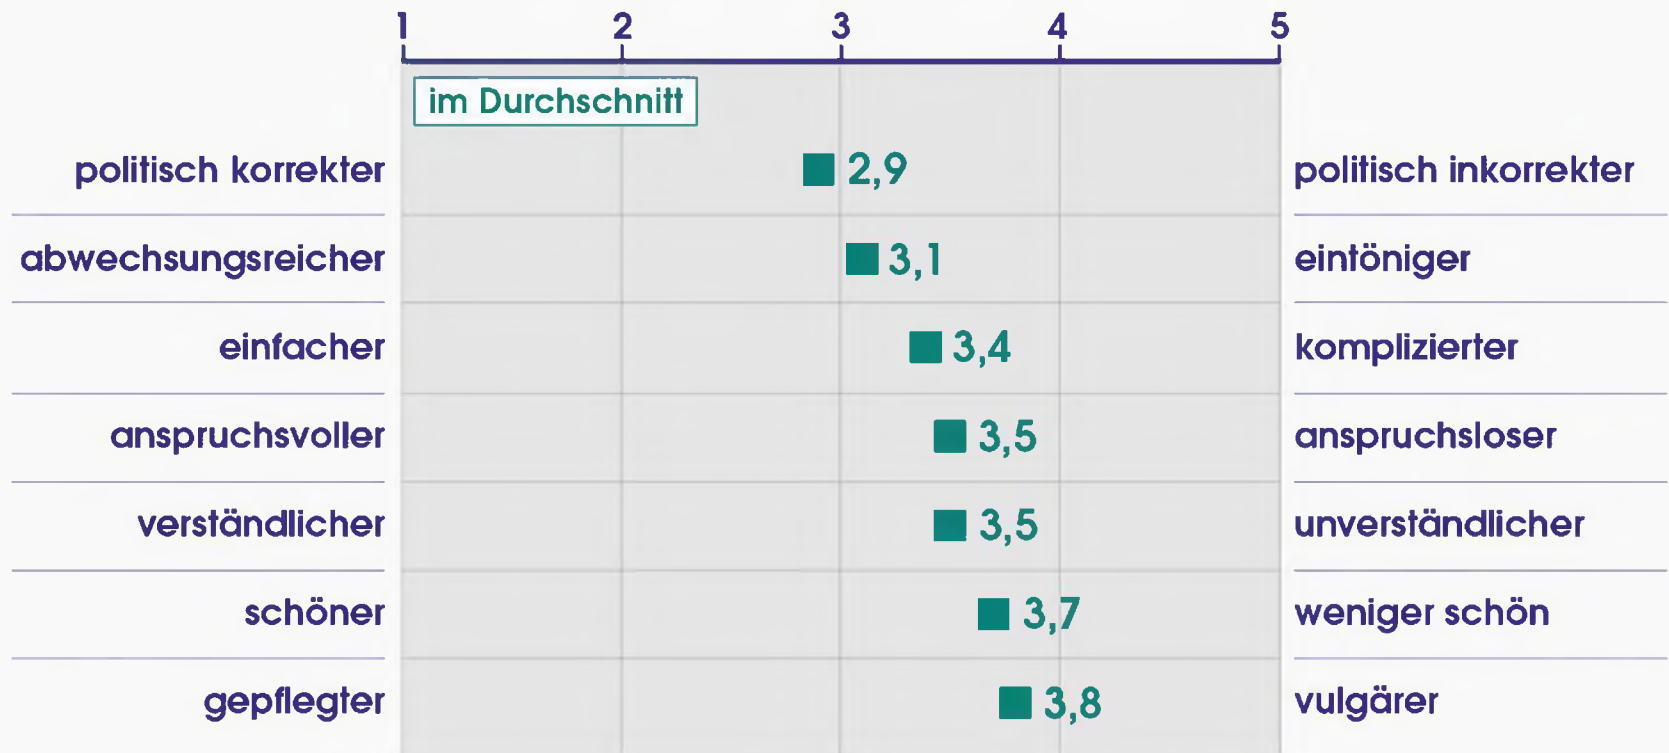 1 2 3 4 5
im Durchschnitt
politisch korrekter 2,9 politisch inkorrekter
abwechsungsreicher 3,1 eintöniger
einfacher 3,4 komplizierter
anspruchsvoller 3,5 anspruchsloser
verständlicher 3,5 unverständlicher
schöner 3,7 weniger schön
gepflegter 3,8 vulgärer